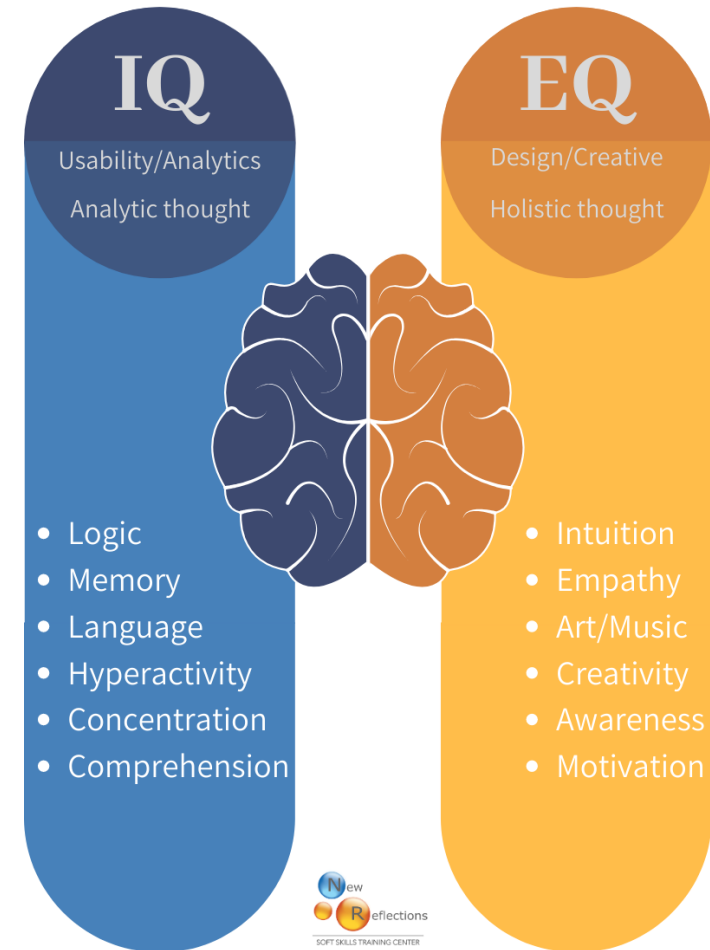 IQ
Usability/Analytics
Analytic thought
• Logic
• Memory
• Language
• Hyperactivity
• Concentration
• Comprehension
EQ
Design/Creative
Holistic thought
• Intuition
• Empathy
• Art/Music
• Creativity
• Awareness
• Motivation
New
Reflections
SOFT SKILLS TRAINING CENTER